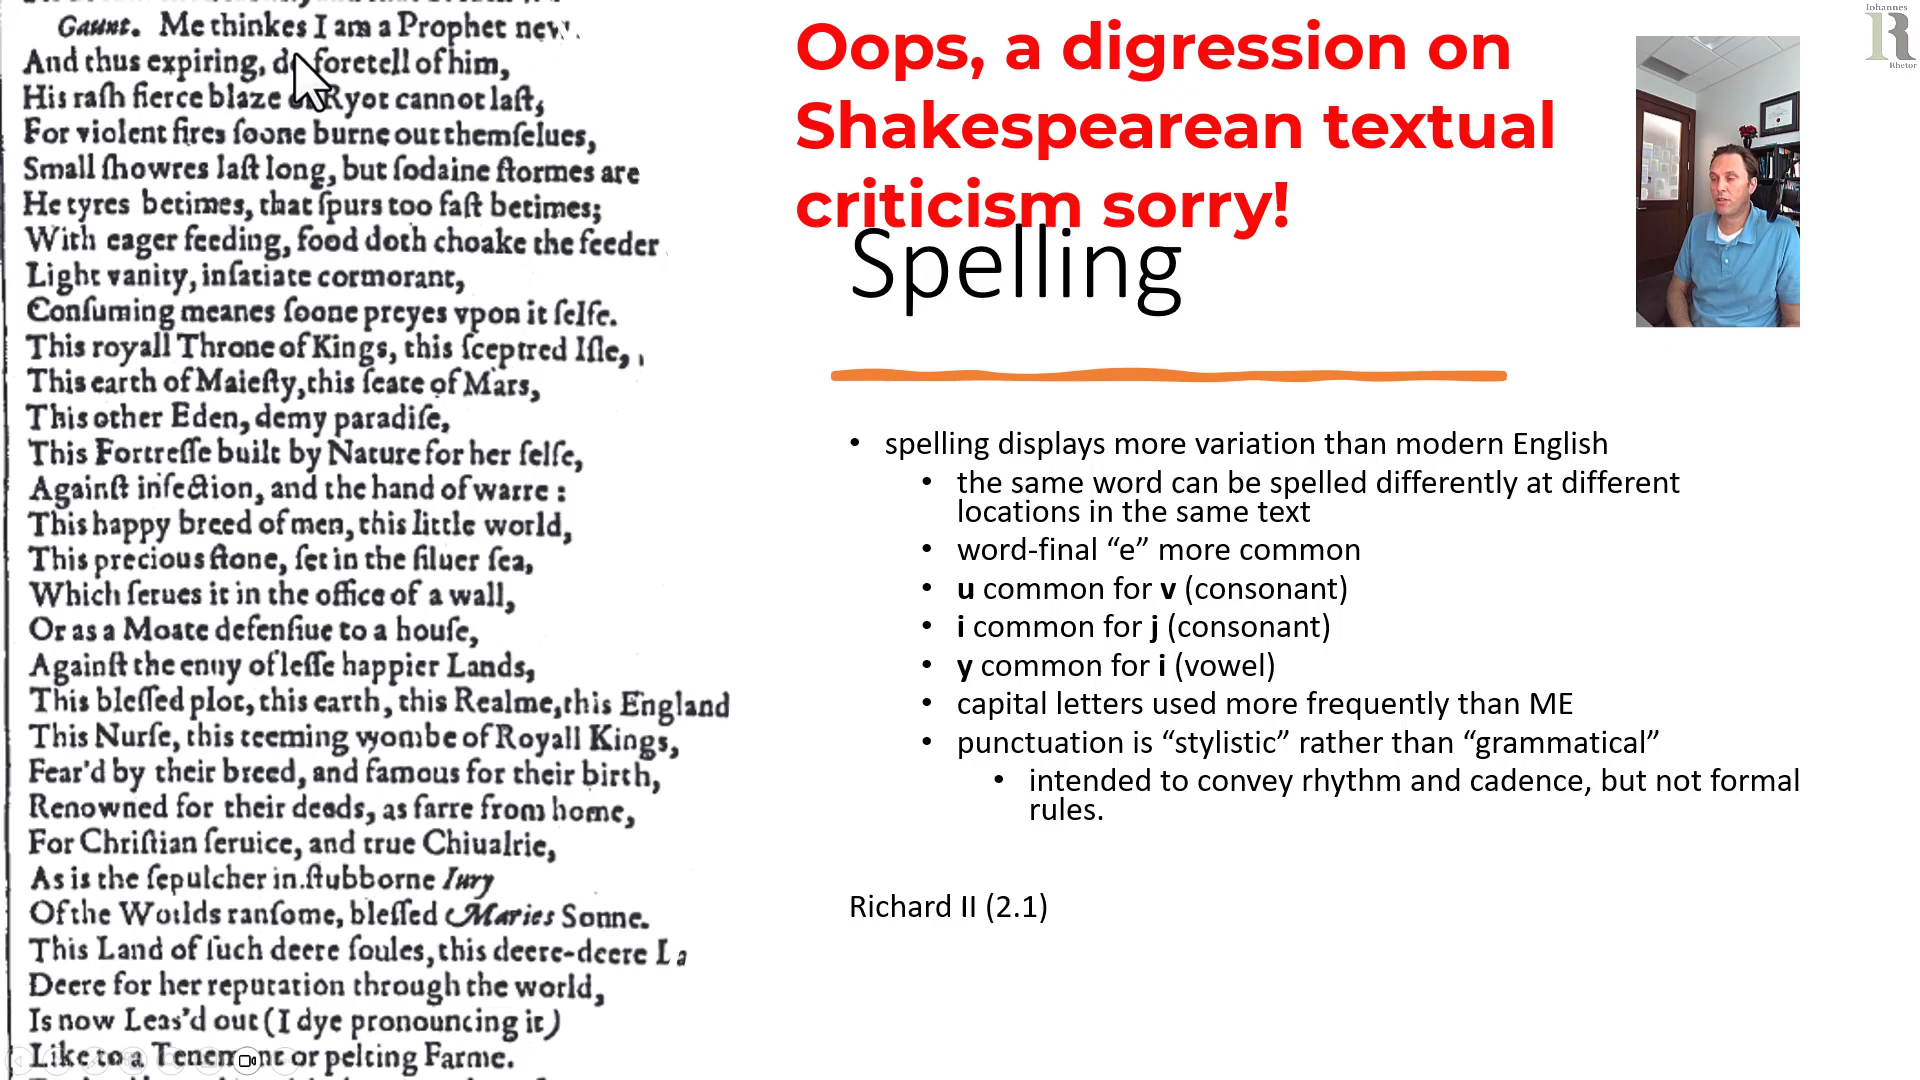 Gaunt. Me thinkes I am a Prophet new
And thus expiring, do foretell of him,
His raſh fierce blaze of Ryot cannot laſt,
For violent fires ſoone burne out themſelues,
Small ſhowres laſt long, but ſodaine ſtormes are
He tyres betimes, that ſpurs too faſt betimes;
With eager feeding, food doth choake the feeder
Light vanity, inſatiate cormorant,
Conſuming meanes ſoone preyes vpon it ſelfe.
This royall Throne of Kings, this ſceptred Iſle,
This earth of Maieſty, this ſeate of Mars,
This other Eden, demy paradiſe,
This Fortreſſe built by Nature for her ſelfe,
Againſt infection, and the hand of warre :
This happy breed of men, this little world,
This precious ſtone, ſet in the ſiluer ſea,
Which ſerues it in the office of a wall,
Or as a Moate defenſiue to a houſe,
Againſt the enuy of leſſe happier Lands,
This bleſſed plot, this earth, this Realme, this England
This Nurſe, this teeming wombe of Royall Kings,
Fear'd by their breed, and famous for their birth,
Renowned for their deeds, as farre from home,
For Chriſtian ſeruice, and true Chiualrie,
As is the ſepulcher in ſtubborne Iury
Of the Worlds ranſome, bleſſed Maries Sonne.
This Land of ſuch deere ſoules, this deere-deere La
Deere for her reputation through the world,
Is now Leas'd out (I dye pronouncing it)
Like to a Tenement or pelting Farme.
Oops, a digression on
Shakespearean textual
criticism sorry!
Spelling
• spelling displays more variation than modern English
• the same word can be spelled differently at different
locations in the same text
• word-final “e” more common
• u common for v (consonant)
• i common for j (consonant)
• y common for i (vowel)
• capital letters used more frequently than ME
• punctuation is “stylistic” rather than “grammatical”
• intended to convey rhythm and cadence, but not formal
rules.
Richard II (2.1)
Iohannes
R
Rhetor